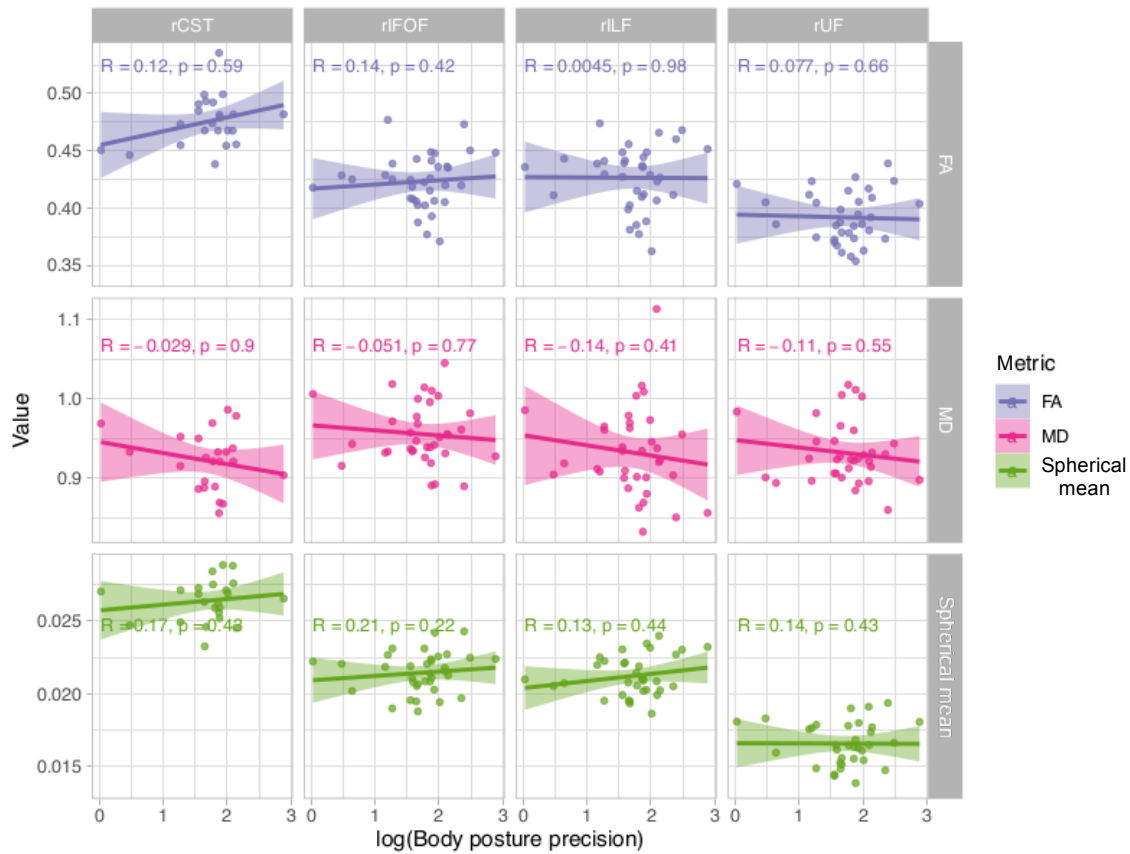 rCST rIFOF rILF rUF
R = 0.12, p = 0.59 R = 0.14, p = 0.42 R = 0.0045, p = 0.98 R = 0.077, p = 0.66
0.50
0.45
0.40
0.35
FA
1.1
R = −0.029, p = 0.9 R = −0.051, p = 0.77 R = −0.14, p = 0.41 R = −0.11, p = 0.55
1.0
0.9
MD
Value
0.025
R = 0.17, p = 0.43 R = 0.21, p = 0.22 R = 0.13, p = 0.44 R = 0.14, p = 0.43
0.020
0.015
Spherical mean
0 1 2 3 0 1 2 3 0 1 2 3 0 1 2 3
log(Body posture precision)
Metric
a FA
a MD
a Spherical
mean